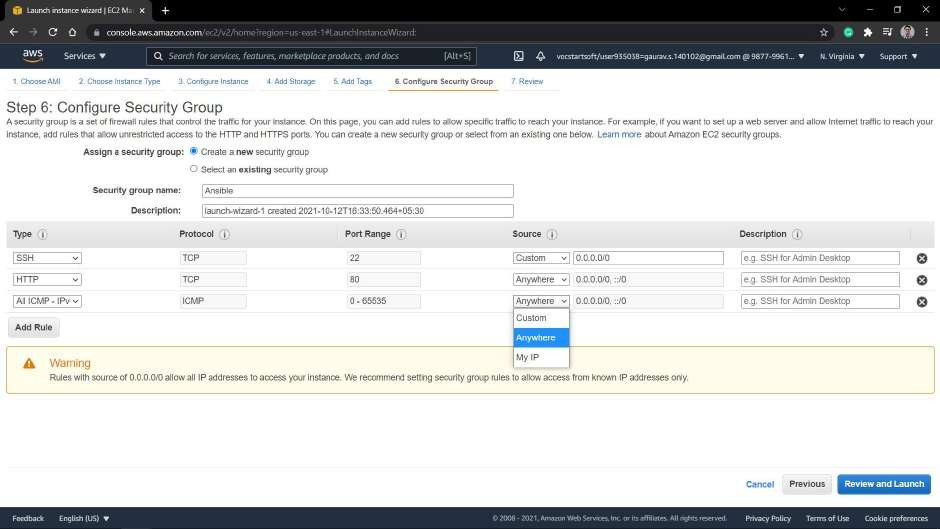 Launch instance wizard | EC2 Ma
console.aws.amazon.com/ec2/v2/home?region=us-east-1#LaunchInstanceWizard:
aws Services Search for services, features, marketplace products, and docs [Alt+S] vocstartsoft/user935038=gaurav.s.140102@gmail.com @ 9877-9961... N. Virginia Support
1. Choose AMI 2. Choose Instance Type 3. Configure Instance 4. Add Storage 5. Add Tags 6. Configure Security Group 7. Review
Step 6: Configure Security Group
A security group is a set of firewall rules that control the traffic for your instance. On this page, you can add rules to allow specific traffic to reach your instance. For example, if you want to set up a web server and allow Internet traffic to reach your
instance, add rules that allow unrestricted access to the HTTP and HTTPS ports. You can create a new security group or select from an existing one below. Learn more about Amazon EC2 security groups.
Assign a security group: Create a new security group
Select an existing security group
Security group name: Ansible
Description: launch-wizard-1 created 2021-10-12T16:33:50.464+05:30
Type Protocol Port Range Source Description
SSH TCP 22 Custom 0.0.0.0/0 e.g. SSH for Admin Desktop
HTTP TCP 80 Anywhere 0.0.0.0/0, ::/0 e.g. SSH for Admin Desktop
All ICMP - IPv ICMP 0 - 65535 Anywhere 0.0.0.0/0, ::/0 e.g. SSH for Admin Desktop
Custom
Anywhere
My IP
Add Rule
Warning
Rules with source of 0.0.0.0/0 allow all IP addresses to access your instance. We recommend setting security group rules to allow access from known IP addresses only.
Cancel Previous Review and Launch
Feedback English (US) © 2008 - 2021, Amazon Web Services, Inc. or its affiliates. All rights reserved. Privacy Policy Terms of Use Cookie preferences